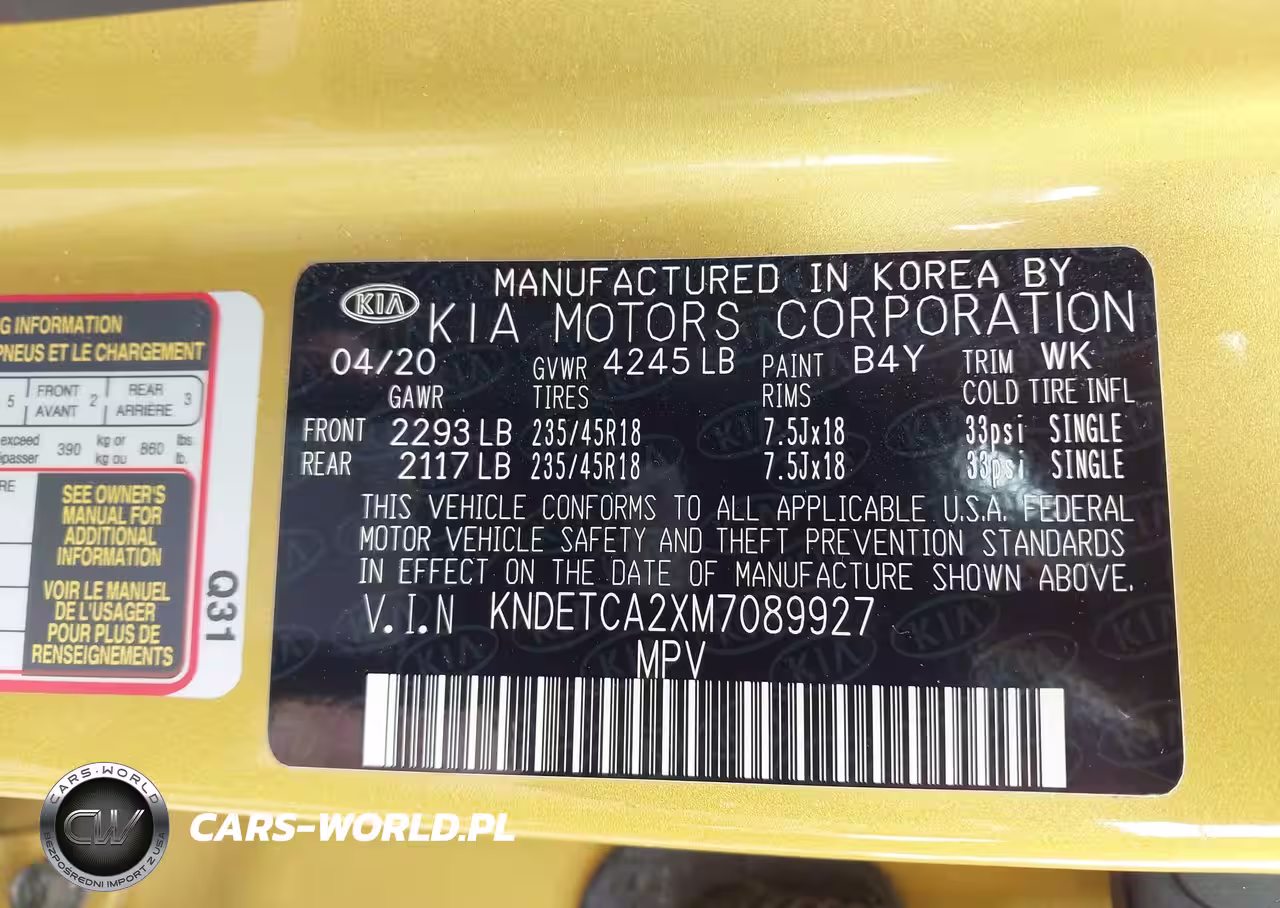 MANUFACTURED IN KOREA BY
KIA
KIA MOTORS CORPORATION
04/20 GVWR 4245 LB PAINT B4Y TRIM WK
GAWR TIRES RIMS COLD TIRE INFL
FRONT 2293 LB 235/45R18 7.5Jx18 33psi SINGLE
REAR 2117 LB 235/45R18 7.5Jx18 33psi SINGLE
THIS VEHICLE CONFORMS TO ALL APPLICABLE U.S.A. FEDERAL
MOTOR VEHICLE SAFETY AND THEFT PREVENTION STANDARDS
IN EFFECT ON THE DATE OF MANUFACTURE SHOWN ABOVE.
V.I.N KNDETCA2XM7089927
MPV
INFORMATION
PNEUS ET LE CHARGEMENT
5 FRONT 2 REAR 3
AVANT ARRIÈRE
exceed 390 kg or 860 lbs.
kg ou lb.
SEE OWNER'S
MANUAL FOR
ADDITIONAL
INFORMATION
VOIR LE MANUEL
DE L'USAGER
POUR PLUS DE
RENSEIGNEMENTS
Q31
CARS-WORLD
CW
BEZPOŚREDNI IMPORT Z USA
CARS-WORLD.PL